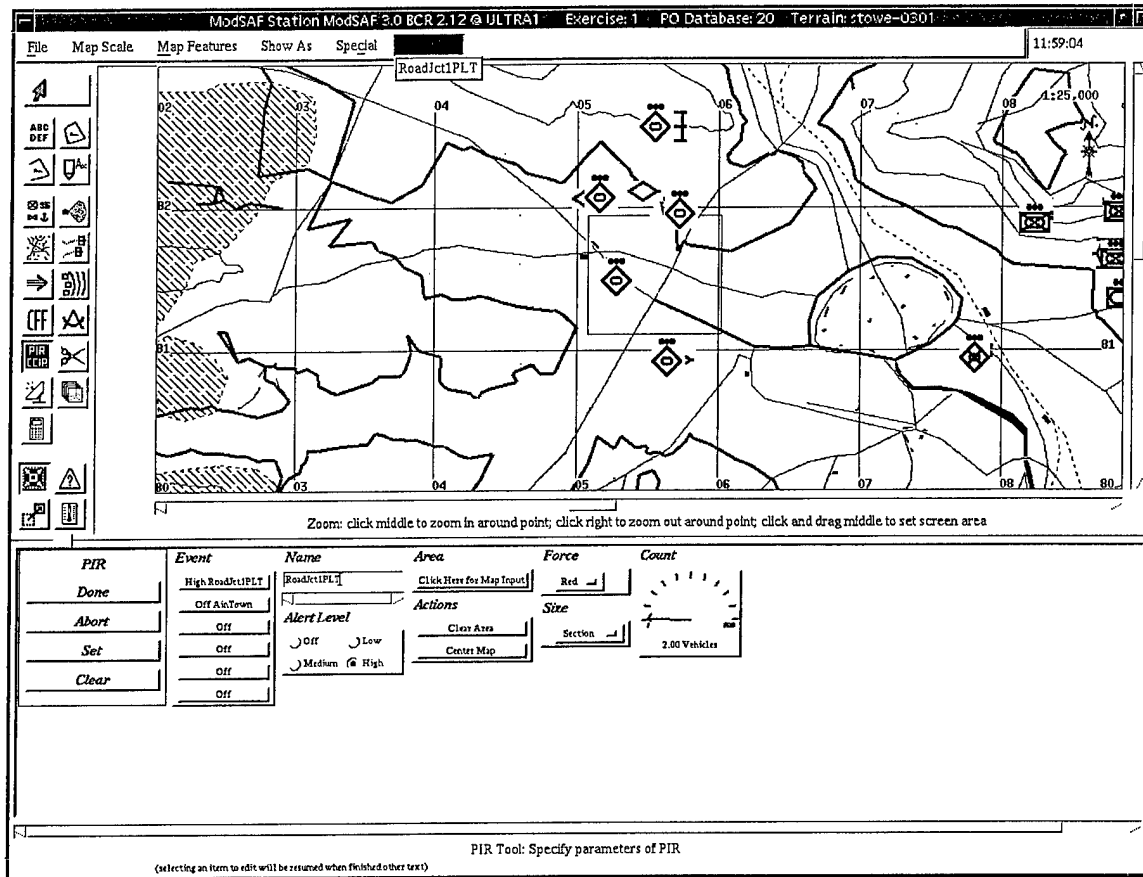 ModSAF Station ModSAF 3.0 BCR 2.12 @ ULTRA1 Exercise: 1 PO Database: 20 Terrain: stowe-0301
File Map Scale Map Features Show As Special
11:59:04
RoadJct1PLT
02 03 04 05 06 07 08 1:25,000
N
ABC
DEF
A
82
CFF
PIR
CCIP
81 81
80 03 04 05 06 07 08 80
Zoom: click middle to zoom in around point; click right to zoom out around point; click and drag middle to set screen area
PIR
Done
Abort
Set
Clear
Event
High RoadJct1PLT
Off AinTown
Off
Off
Off
Off
Name
RoadJct1PLT
Alert Level
Off Low
Medium High
Area
Click Here for Map Input
Actions
Clear Area
Center Map
Force
Red
Size
Section
Count
2.00 Vehicles
PIR Tool: Specify parameters of PIR
(selecting an item to edit will be resumed when finished other text)